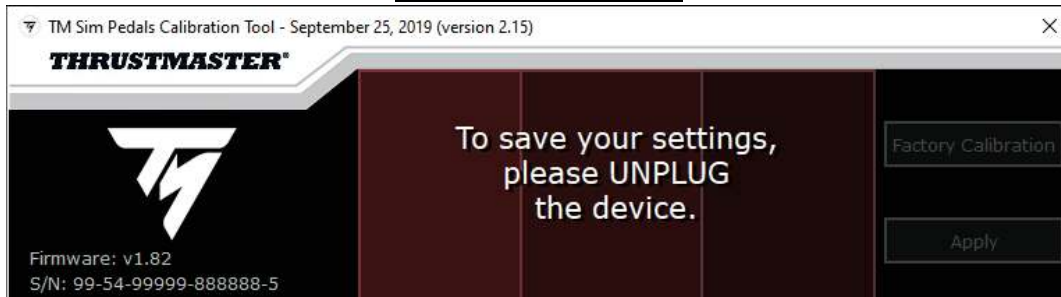 TM Sim Pedals Calibration Tool - September 25, 2019 (version 2.15)
THRUSTMASTER®
To save your settings,
please UNPLUG
the device.
Factory Calibration
Apply
Firmware: v1.82
S/N: 99-54-99999-888888-5